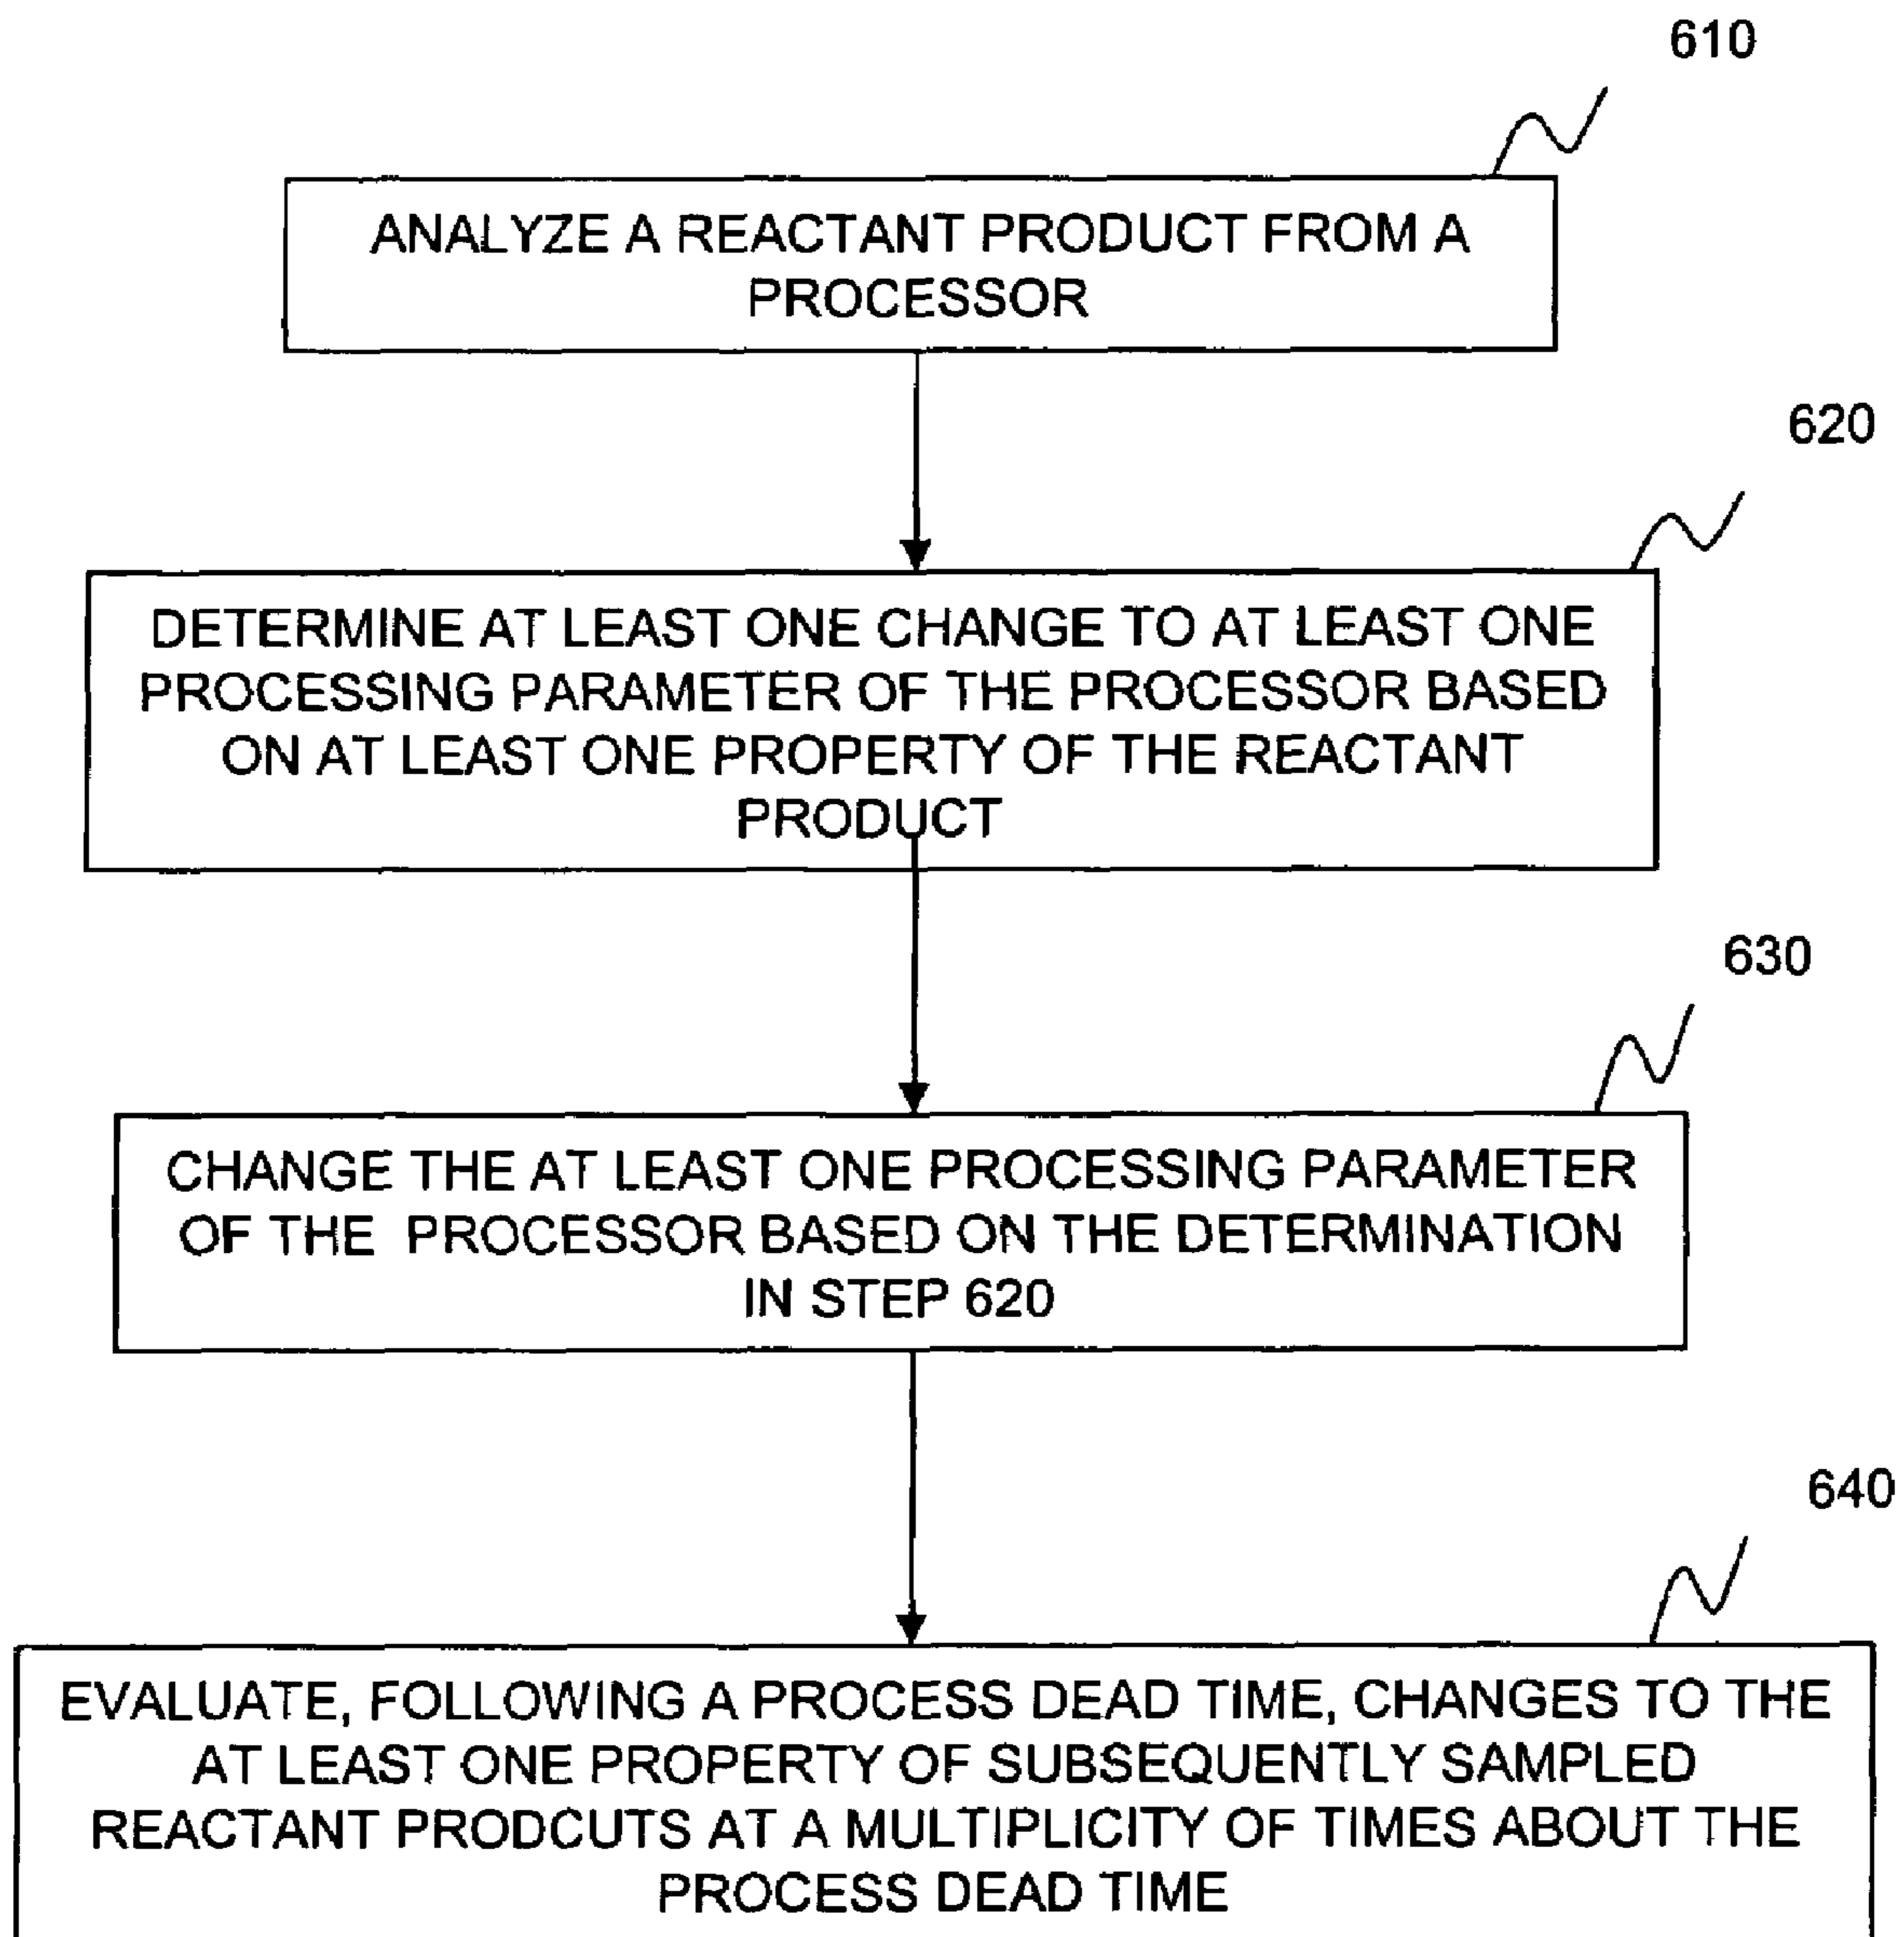 610
ANALYZE A REACTANT PRODUCT FROM A
PROCESSOR
620
DETERMINE AT LEAST ONE CHANGE TO AT LEAST ONE
PROCESSING PARAMETER OF THE PROCESSOR BASED
ON AT LEAST ONE PROPERTY OF THE REACTANT
PRODUCT
630
CHANGE THE AT LEAST ONE PROCESSING PARAMETER
OF THE PROCESSOR BASED ON THE DETERMINATION
IN STEP 620
640
EVALUATE, FOLLOWING A PROCESS DEAD TIME, CHANGES TO THE
AT LEAST ONE PROPERTY OF SUBSEQUENTLY SAMPLED
REACTANT PRODCUTS AT A MULTIPLICITY OF TIMES ABOUT THE
PROCESS DEAD TIME